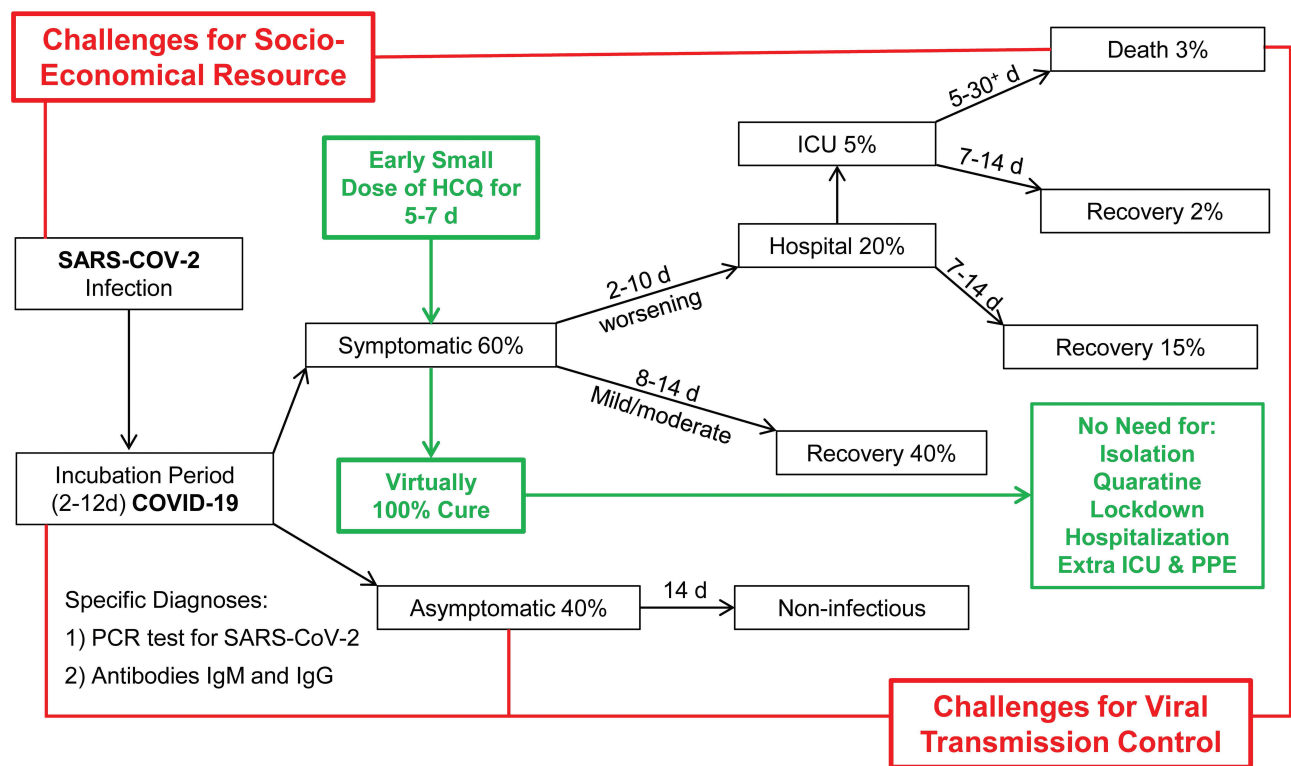 Challenges for Socio-
Economical Resource
Death 3%
5-30⁺ d
ICU 5%
7-14 d
Recovery 2%
Early Small
Dose of HCQ for
5-7 d
Hospital 20%
7-14 d
Recovery 15%
SARS-COV-2
Infection
2-10 d
worsening
Symptomatic 60%
8-14 d
Mild/moderate
Recovery 40%
Incubation Period
(2-12d) COVID-19
Virtually
100% Cure
No Need for:
Isolation
Quaratine
Lockdown
Hospitalization
Extra ICU & PPE
Asymptomatic 40%
14 d
Non-infectious
Specific Diagnoses:
1) PCR test for SARS-CoV-2
2) Antibodies IgM and IgG
Challenges for Viral
Transmission Control